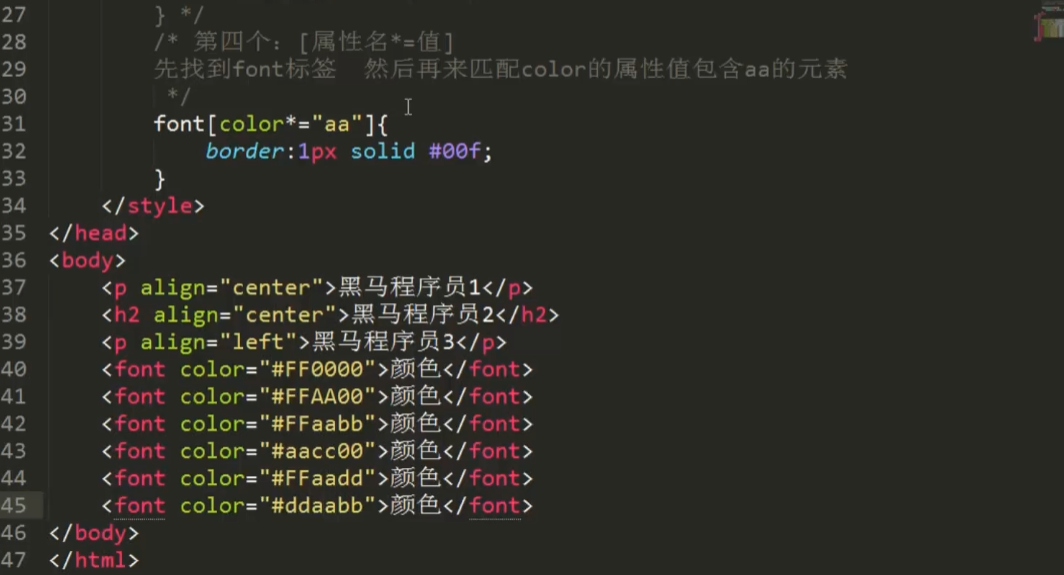 27 } */
28 /* 第四个：[属性名*=值]
29 先找到font标签 然后再来匹配color的属性值包含aa的元素
30 */
31 font[color*="aa"]{
32 border:1px solid #00f;
33 }
34 </style>
35 </head>
36 <body>
37 <p align="center">黑马程序员1</p>
38 <h2 align="center">黑马程序员2</h2>
39 <p align="left">黑马程序员3</p>
40 <font color="#FF0000">颜色</font>
41 <font color="#FFAA00">颜色</font>
42 <font color="#FFaabb">颜色</font>
43 <font color="#aacc00">颜色</font>
44 <font color="#FFaadd">颜色</font>
45 <font color="#ddaabb">颜色</font>
46 </body>
47 </html>